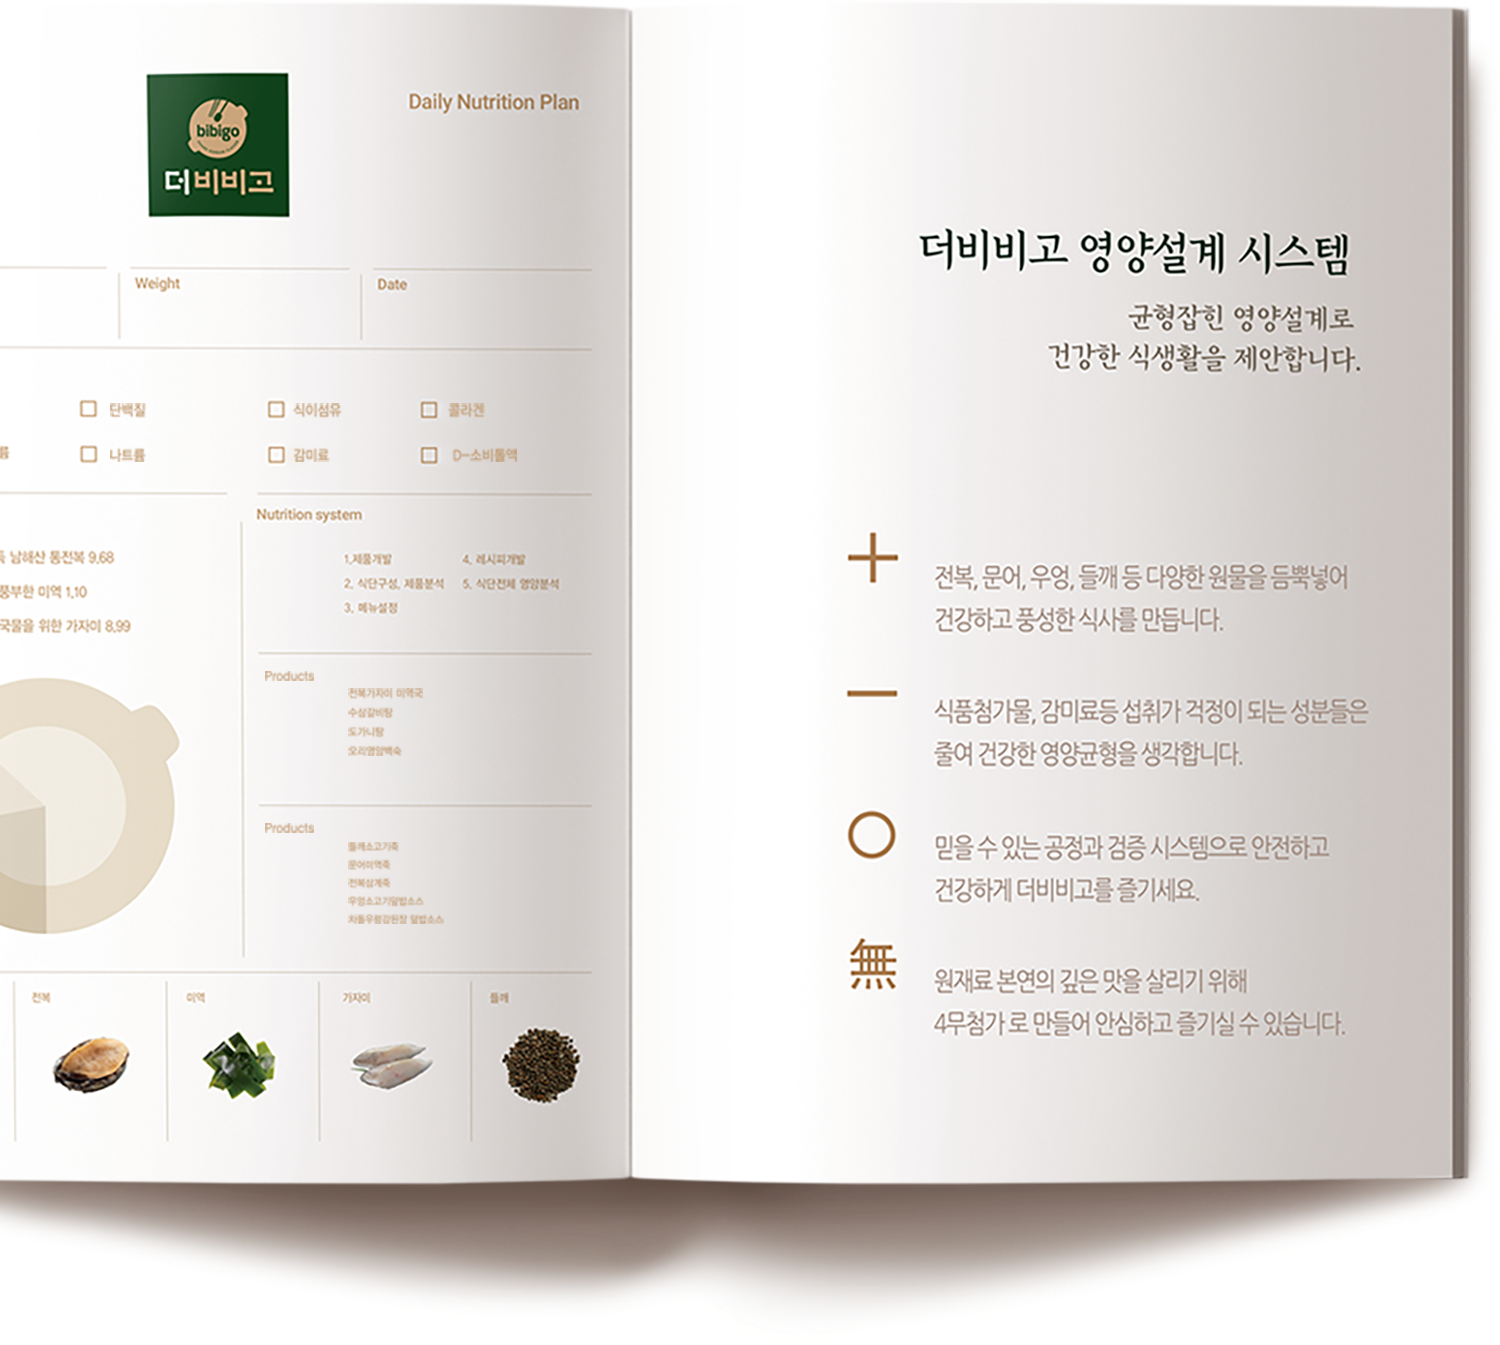 bibigo
더비비고
Daily Nutrition Plan
Weight
Date
단백질
식이섬유
콜라겐
륨
나트륨
감미료
D-소비톨액
남해산 통전복 9.68
풍부한 미역 1.10
국물을 위한 가자미 8.99
Nutrition system
1.제품개발
2. 식단구성, 제품분석
3. 메뉴설정
4. 레시피개발
5. 식단전체 영양분석
Products
전복가자미 미역국
수삼갈비탕
도가니탕
오리영양백숙
Products
들깨소고기죽
문어미역죽
전복삼계죽
우엉소고기덮밥소스
차돌우렁강된장 덮밥소스
전복
미역
가자미
들깨
더비비고 영양설계 시스템
균형잡힌 영양설계로
건강한 식생활을 제안합니다.
+
전복, 문어, 우엉, 들깨 등 다양한 원물을 듬뿍넣어
건강하고 풍성한 식사를 만듭니다.
−
식품첨가물, 감미료등 섭취가 걱정이 되는 성분들은
줄여 건강한 영양균형을 생각합니다.
○
믿을 수 있는 공정과 검증 시스템으로 안전하고
건강하게 더비비고를 즐기세요.
無
원재료 본연의 깊은 맛을 살리기 위해
4무첨가 로 만들어 안심하고 즐기실 수 있습니다.